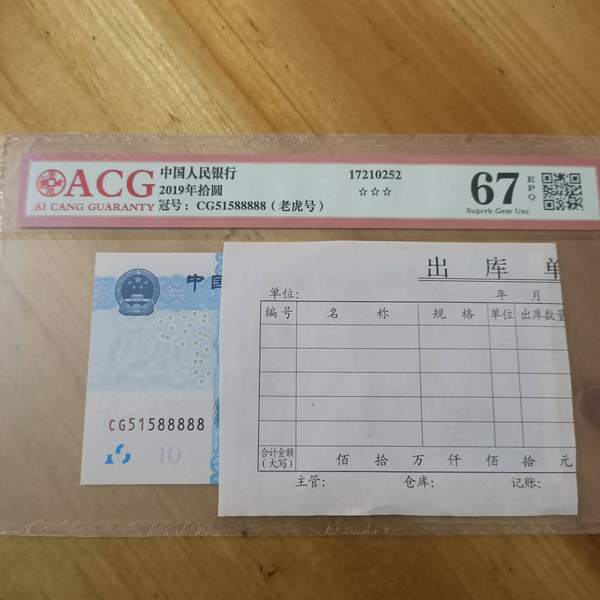 ACG
AI CANG GUARANTY
中国人民银行
2019年拾圆
冠号：CG51588888（老虎号）
17210252
☆☆☆
67
EPQ
Superb Gem Unc
中国
CG51588888
10 10
出库单
单位：
年 月
编号 名称 规格 单位 出库数量
合计金额（大写） 佰 拾 万 仟 佰 拾 元
主管： 仓库： 记账：